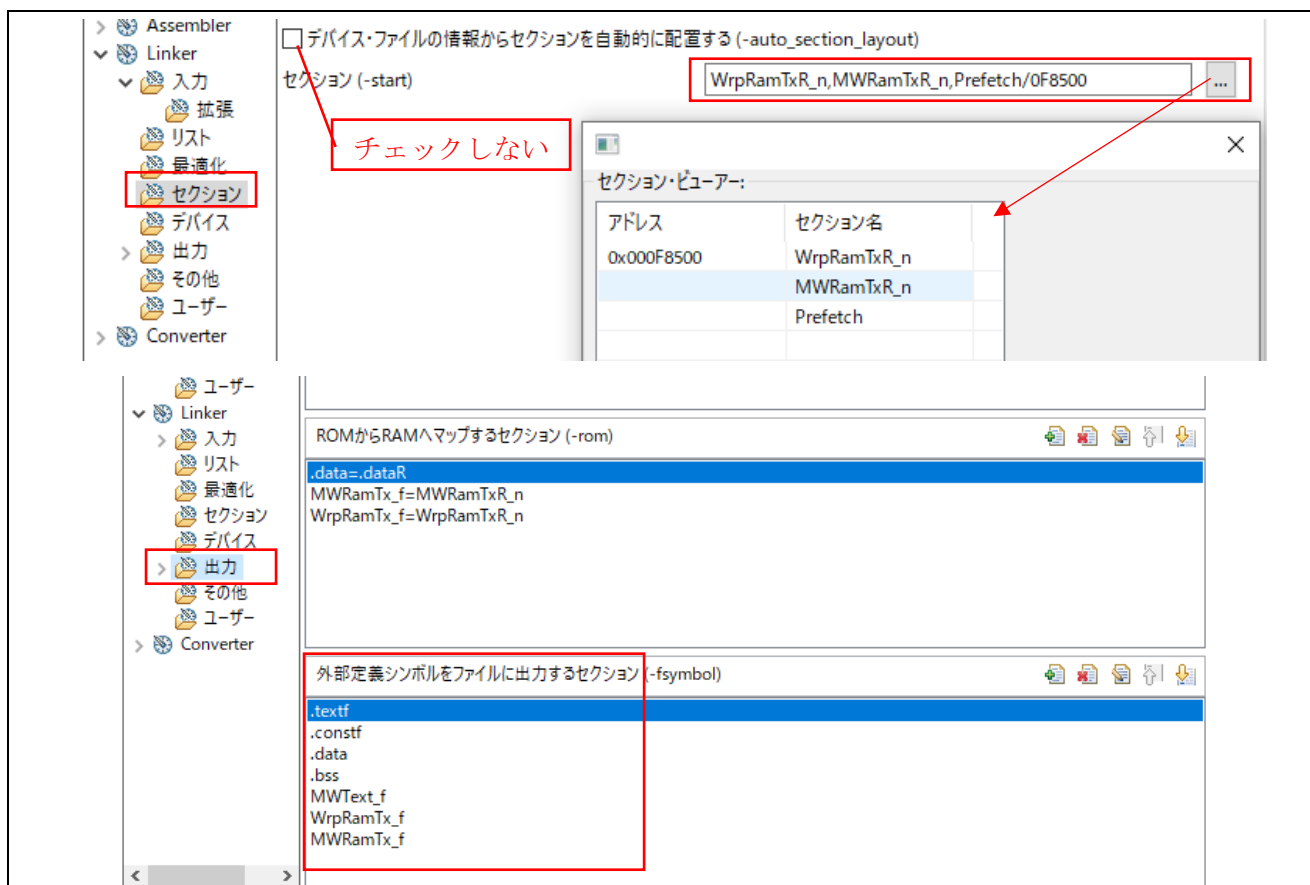 Assembler
Linker
入力
拡張
リスト
最適化
セクション
デバイス
出力
その他
ユーザー
Converter
デバイス・ファイルの情報からセクションを自動的に配置する (-auto_section_layout)
セクション (-start)
WrpRamTxR_n,MWRamTxR_n,Prefetch/0F8500
...
チェックしない
セクション・ビューアー:
アドレス セクション名
0x000F8500 WrpRamTxR_n
MWRamTxR_n
Prefetch
ユーザー
Linker
入力
リスト
最適化
セクション
デバイス
出力
その他
ユーザー
Converter
ROMからRAMへマップするセクション (-rom)
.data=.dataR
MWRamTx_f=MWRamTxR_n
WrpRamTx_f=WrpRamTxR_n
外部定義シンボルをファイルに出力するセクション (-fsymbol)
.textf
.constf
.data
.bss
MWText_f
WrpRamTx_f
MWRamTx_f